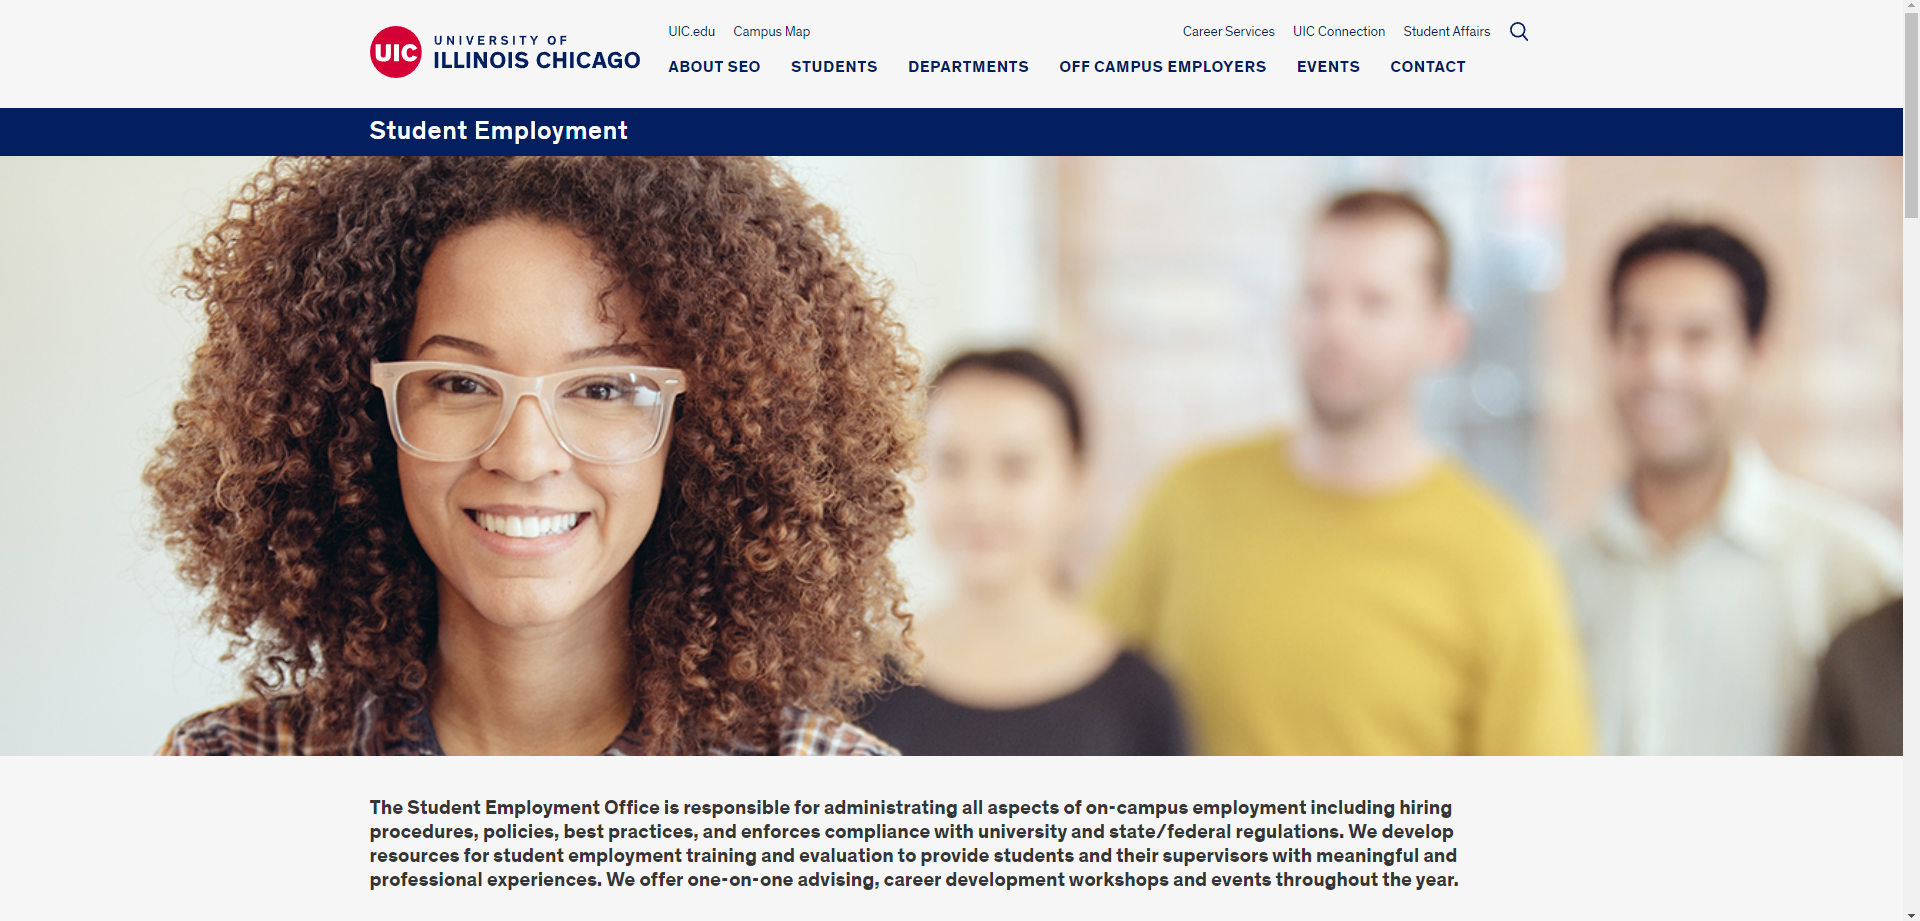 UIC
UNIVERSITY OF
ILLINOIS CHICAGO
UIC.edu Campus Map
Career Services UIC Connection Student Affairs
ABOUT SEO STUDENTS DEPARTMENTS OFF CAMPUS EMPLOYERS EVENTS CONTACT
Student Employment
The Student Employment Office is responsible for administrating all aspects of on-campus employment including hiring
procedures, policies, best practices, and enforces compliance with university and state/federal regulations. We develop
resources for student employment training and evaluation to provide students and their supervisors with meaningful and
professional experiences. We offer one-on-one advising, career development workshops and events throughout the year.